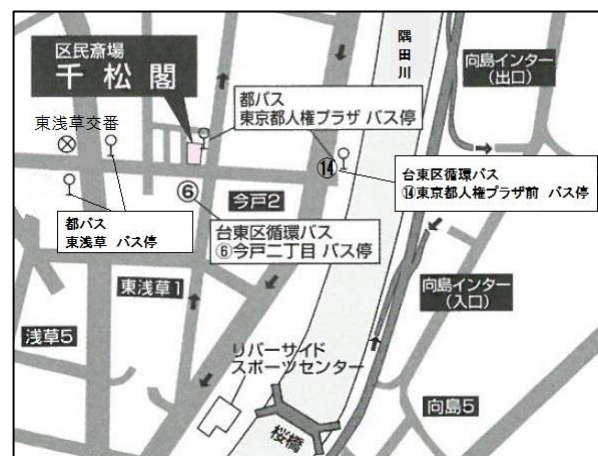 区民斎場
千松閣
隅田川
向島インター
(出口)
都バス
東京都人権プラザ バス停
東浅草交番
⑭
台東区循環バス
⑭東京都人権プラザ前 バス停
⑥
今戸2
都バス
東浅草 バス停
台東区循環バス
⑥今戸二丁目 バス停
東浅草1
向島インター
(入口)
浅草5
リバーサイド
スポーツセンター
向島5
桜橋